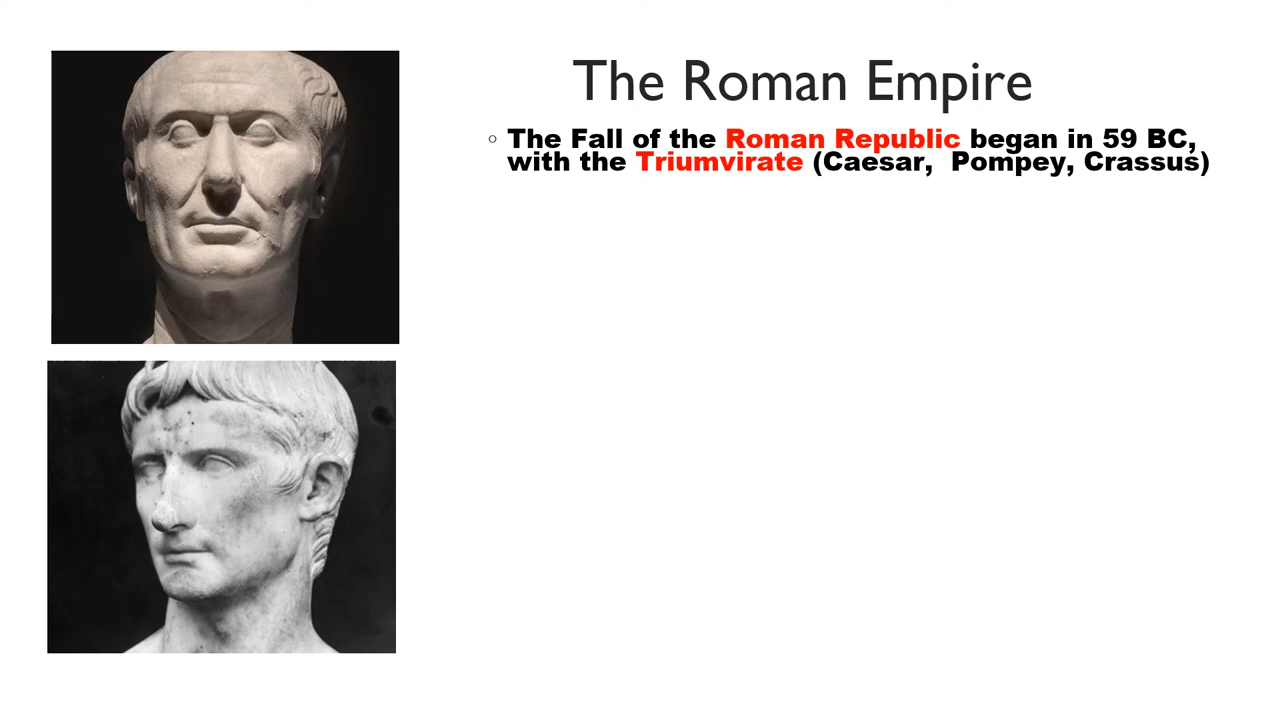 The Roman Empire
The Fall of the Roman Republic began in 59 BC,
with the Triumvirate (Caesar,  Pompey, Crassus)